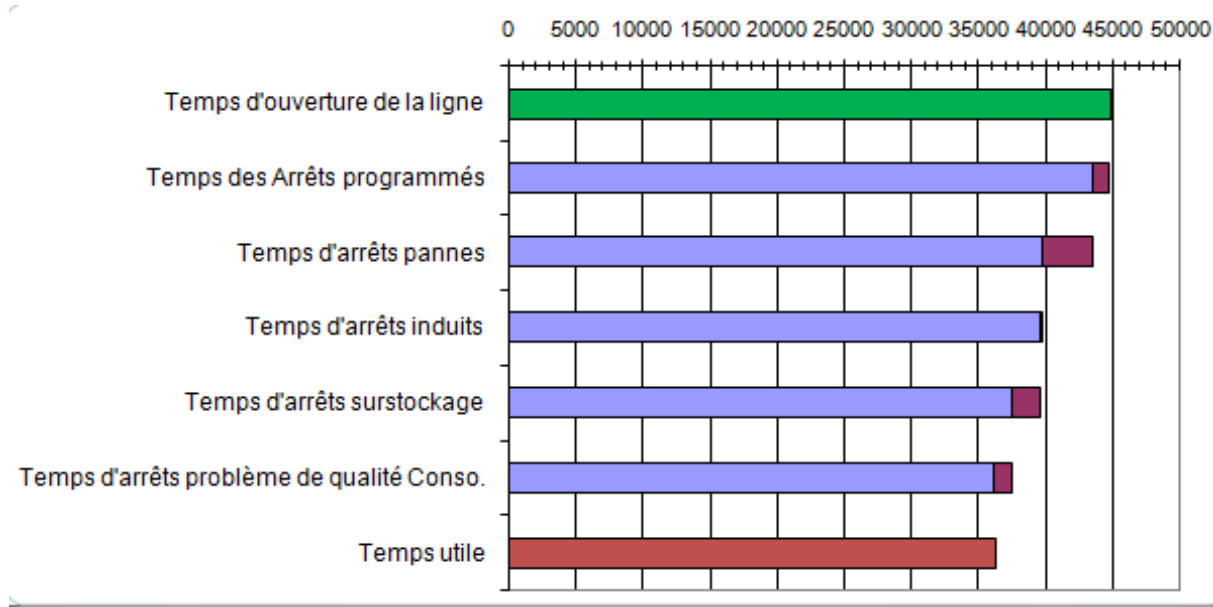 0 5000 10000 15000 20000 25000 30000 35000 40000 45000 50000
Temps d'ouverture de la ligne
Temps des Arrêts programmés
Temps d'arrêts pannes
Temps d'arrêts induits
Temps d'arrêts surstockage
Temps d'arrêts problème de qualité Conso.
Temps utile